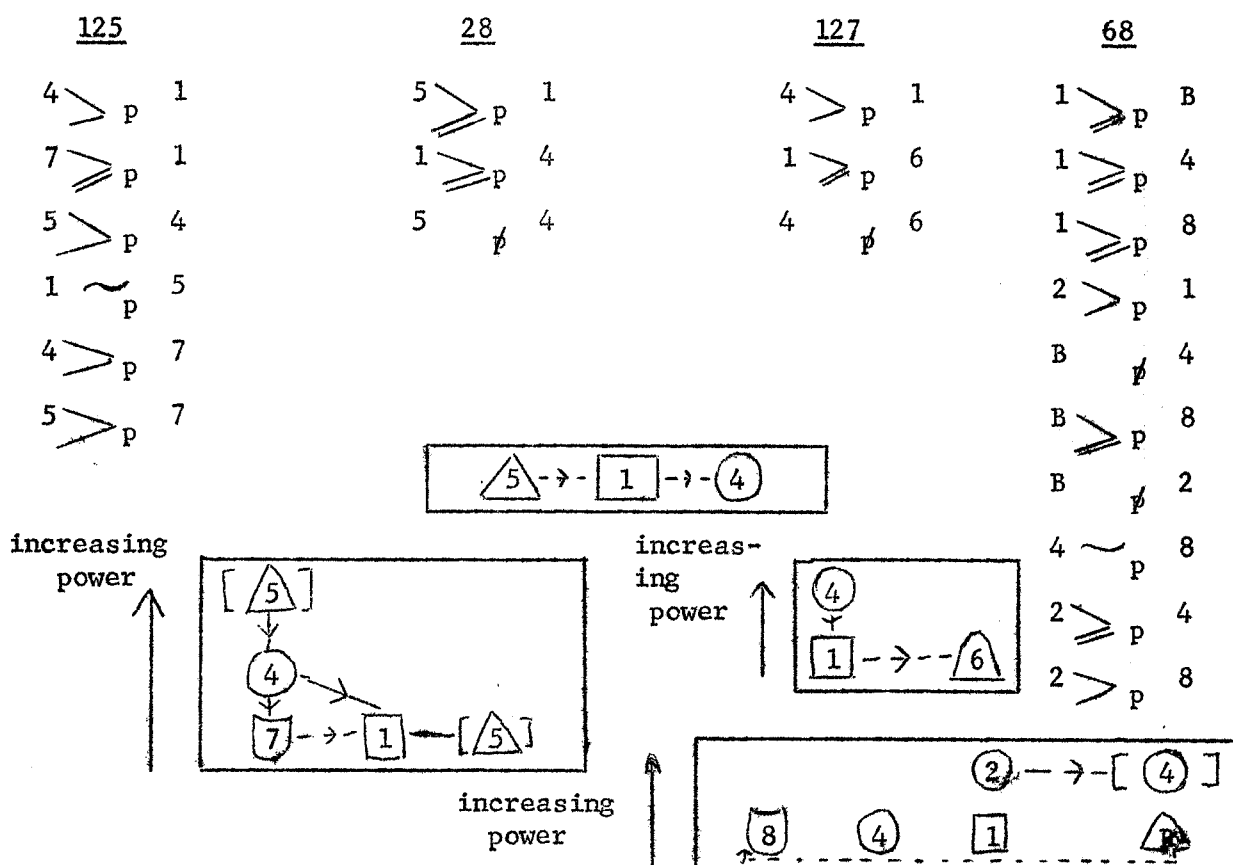 125 28 127 68
4 > p 1 5 ≧ p 1 4 > p 1 1 ≧ p B
7 ≧ p 1 1 ≧ p 4 1 ≧ p 6 1 ≧ p 4
5 > p 4 5 p̸ 4 4 p̸ 6 1 ≧ p 8
1 ~ p 5 2 > p 1
4 > p 7 B p̸ 4
5 > p 7 B ≧ p 8
5 1 4 B p̸ 2
increasing power
increas-
ing
power
4 ~ p 8
2 ≧ p 4
2 > p 8
[ 5 ]
4
7 1 [ 5 ]
4
1 6
increasing
power
2 [ 4 ]
8 4 1